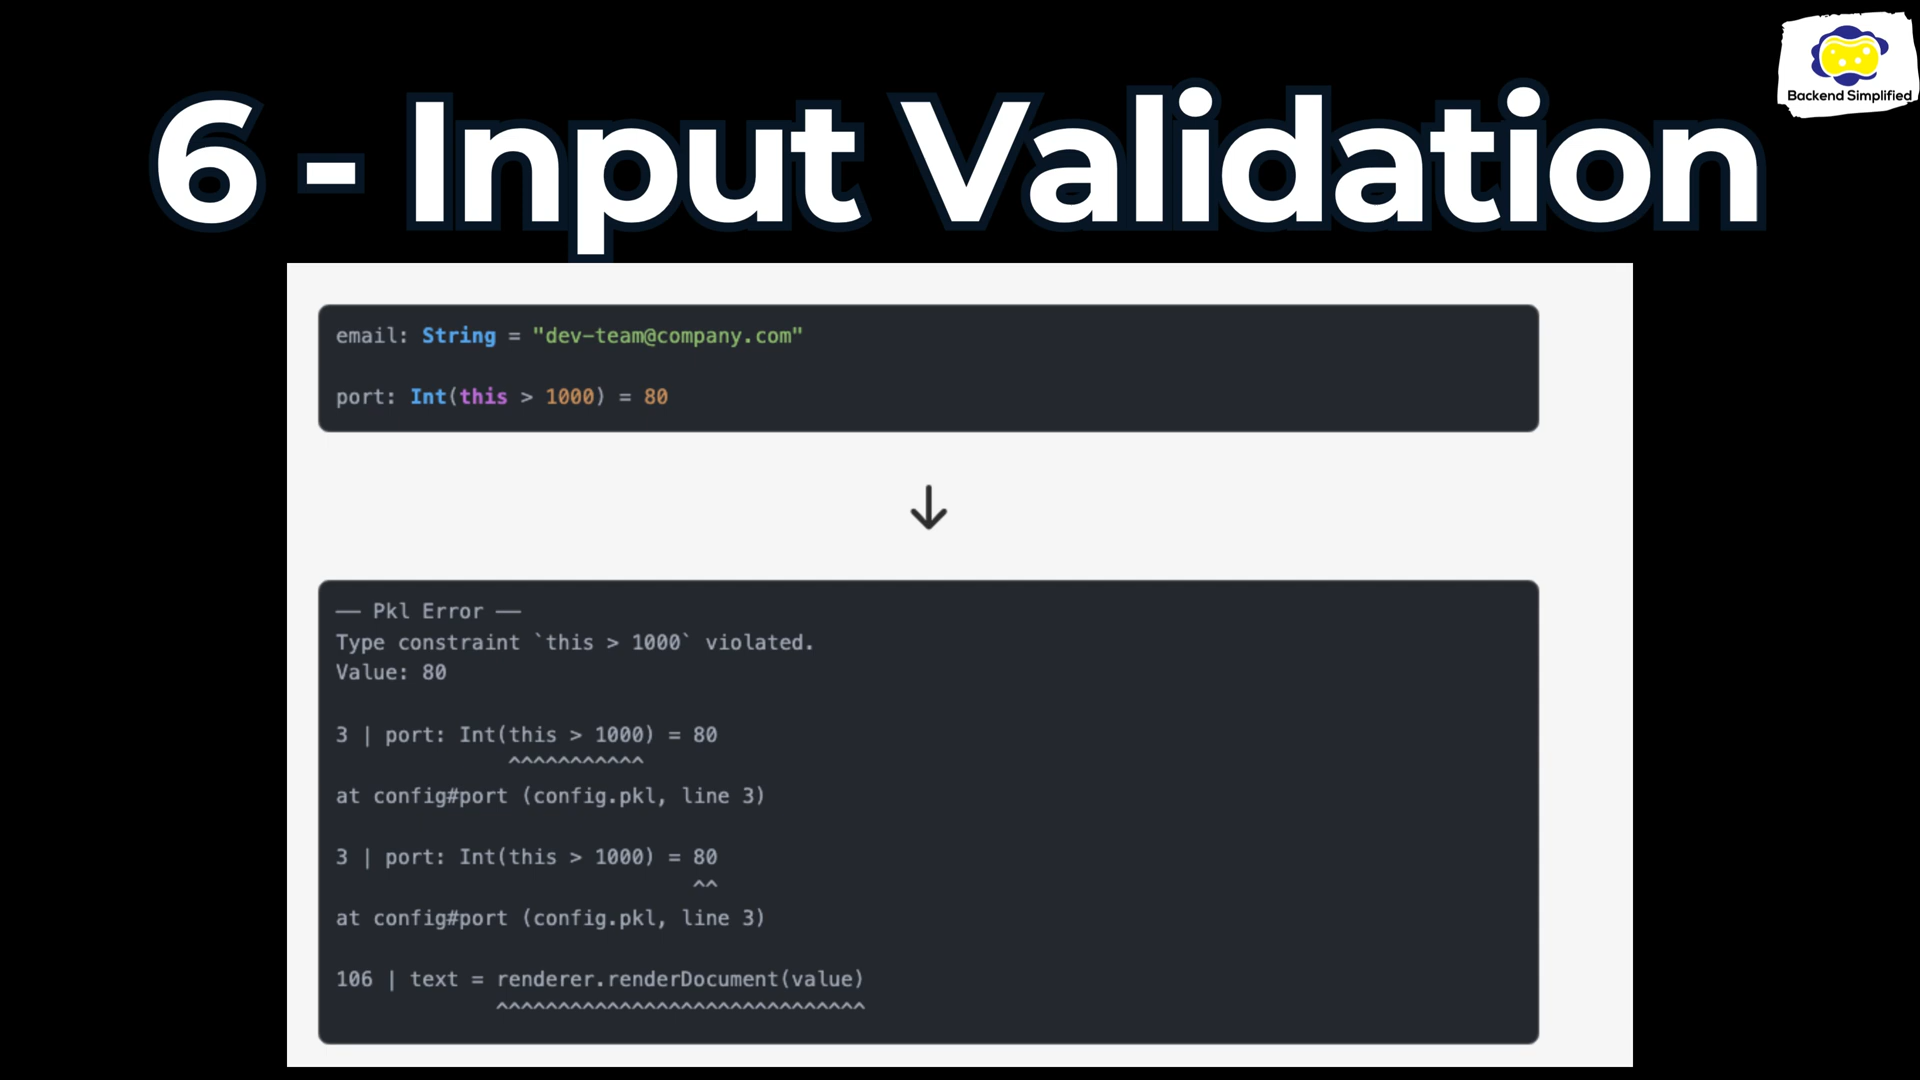 Backend Simplified
6 - Input Validation
email: String = "dev-team@company.com"
port: Int(this > 1000) = 80
—— Pkl Error ——
Type constraint `this > 1000` violated.
Value: 80
3 | port: Int(this > 1000) = 80
^^^^^^^^^^^
at config#port (config.pkl, line 3)
3 | port: Int(this > 1000) = 80
^^
at config#port (config.pkl, line 3)
106 | text = renderer.renderDocument(value)
^^^^^^^^^^^^^^^^^^^^^^^^^^^^^^